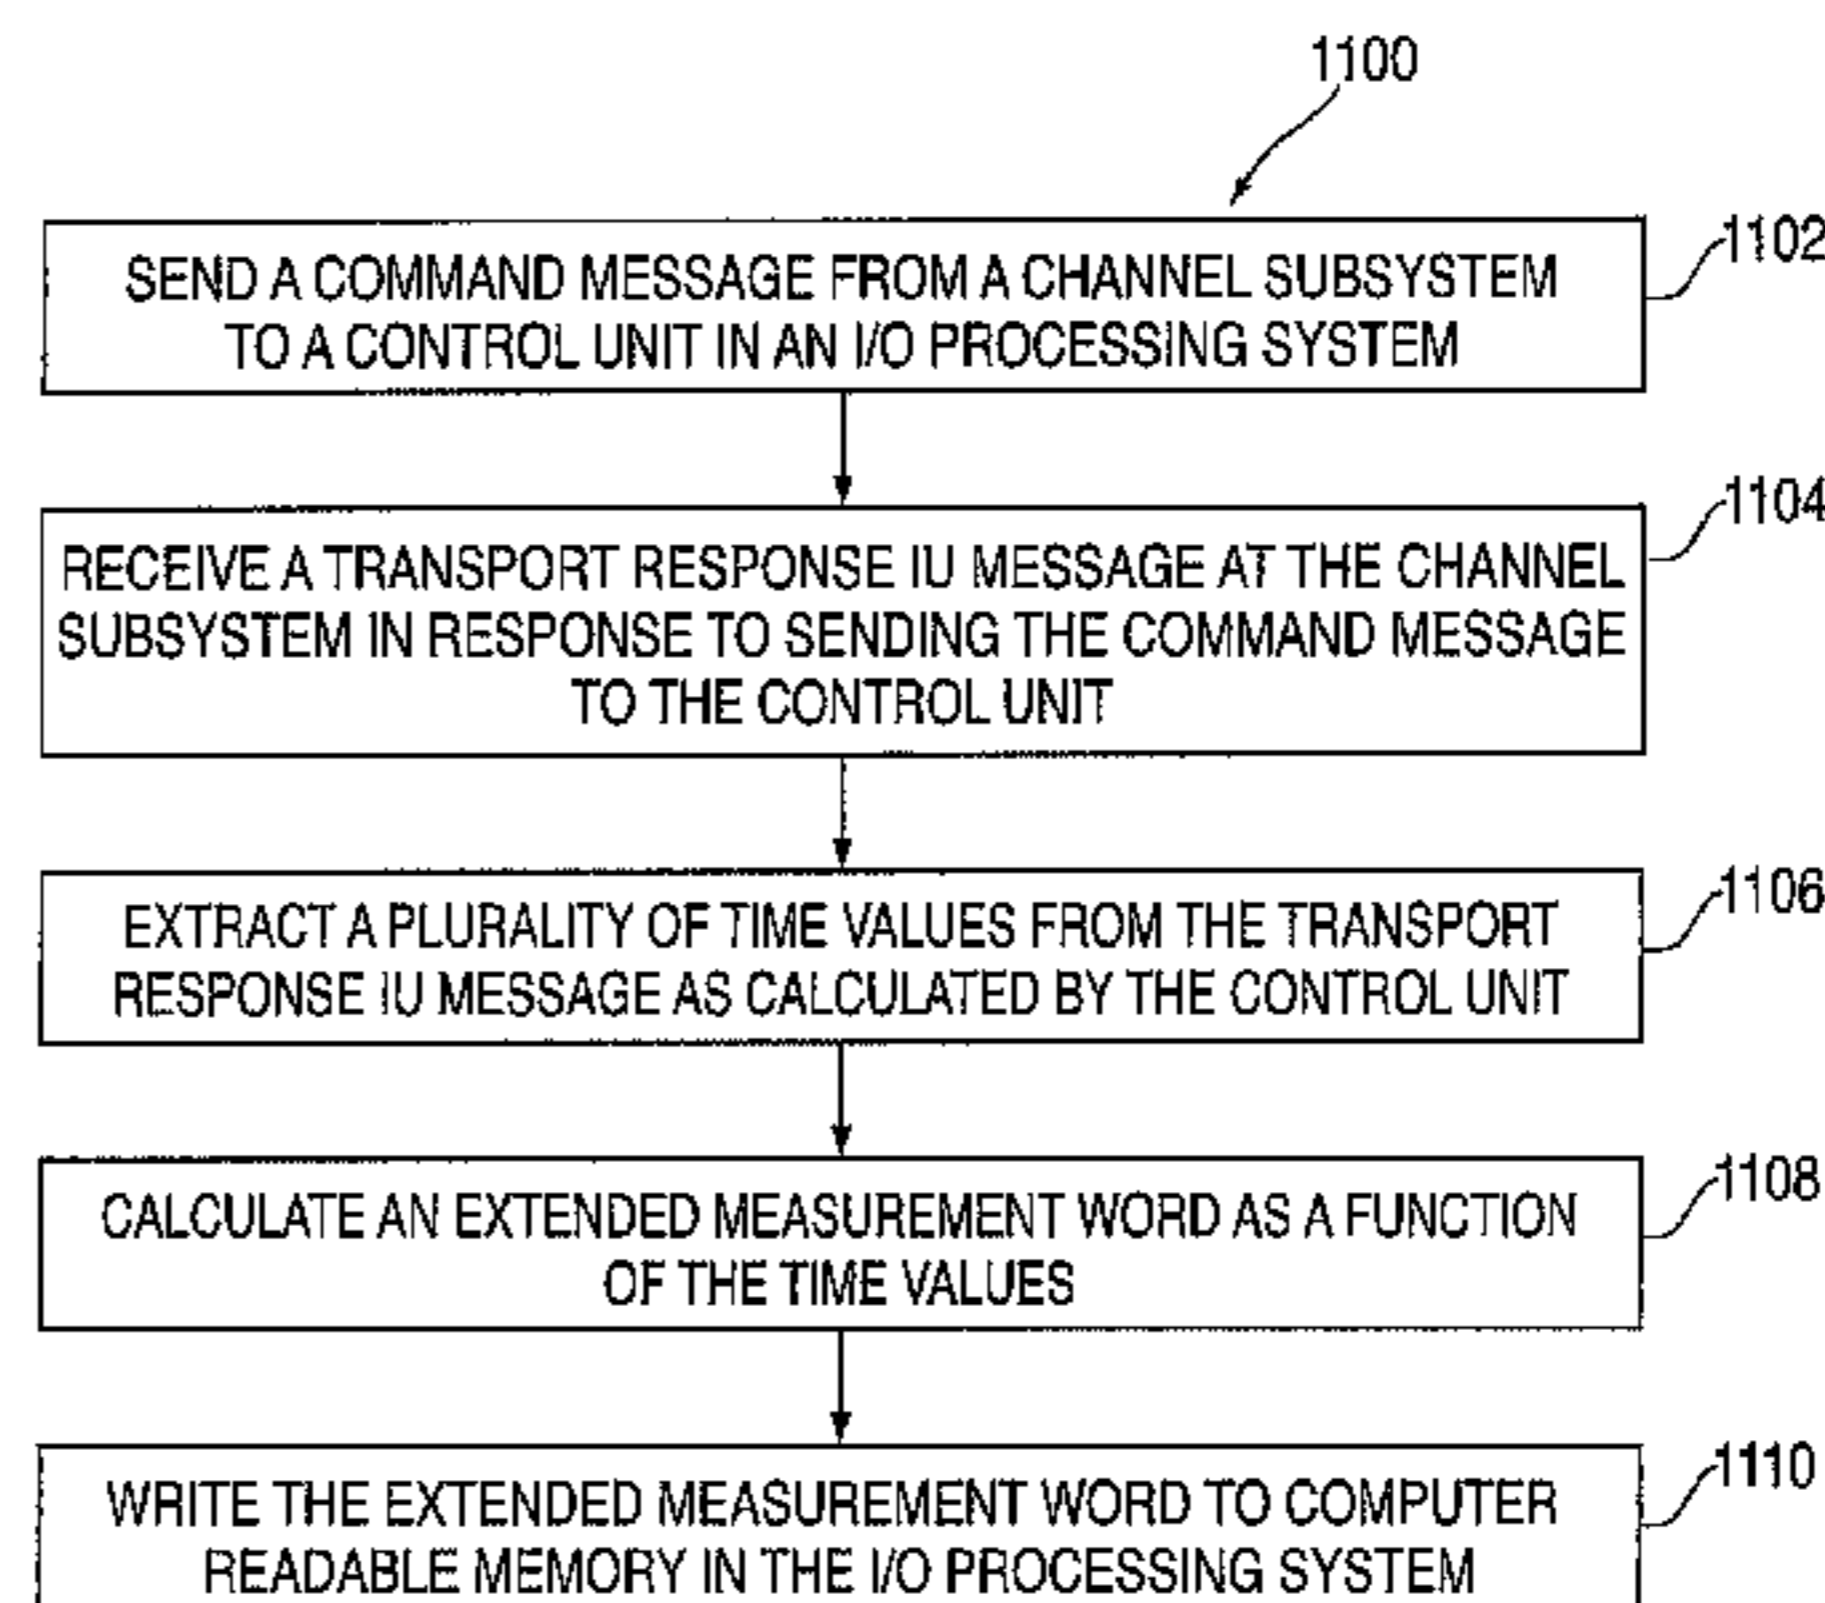 1100
SEND A COMMAND MESSAGE FROM A CHANNEL SUBSYSTEM
TO A CONTROL UNIT IN AN I/O PROCESSING SYSTEM
1102
RECEIVE A TRANSPORT RESPONSE IU MESSAGE AT THE CHANNEL
SUBSYSTEM IN RESPONSE TO SENDING THE COMMAND MESSAGE
TO THE CONTROL UNIT
1104
EXTRACT A PLURALITY OF TIME VALUES FROM THE TRANSPORT
RESPONSE IU MESSAGE AS CALCULATED BY THE CONTROL UNIT
1106
CALCULATE AN EXTENDED MEASUREMENT WORD AS A FUNCTION
OF THE TIME VALUES
1108
WRITE THE EXTENDED MEASUREMENT WORD TO COMPUTER
READABLE MEMORY IN THE I/O PROCESSING SYSTEM
1110